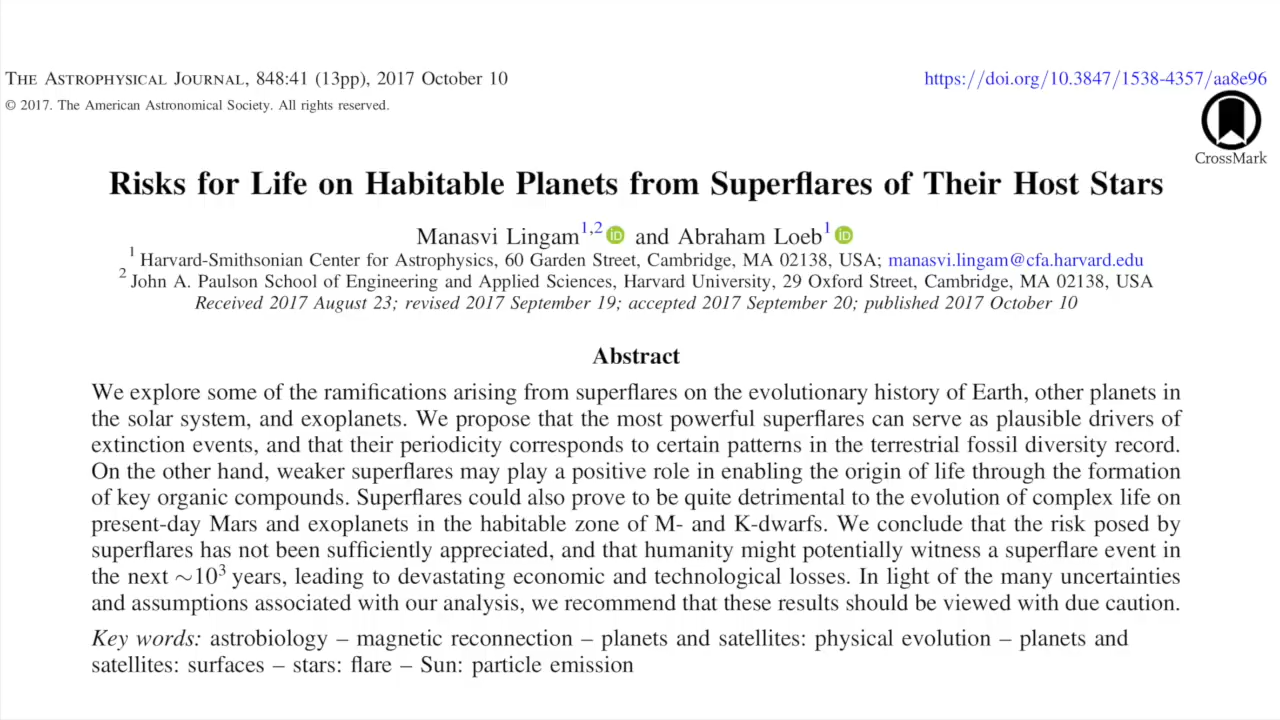 THE ASTROPHYSICAL JOURNAL, 848:41 (13pp), 2017 October 10
https://doi.org/10.3847/1538-4357/aa8e96
© 2017. The American Astronomical Society. All rights reserved.
CrossMark
Risks for Life on Habitable Planets from Superflares of Their Host Stars
Manasvi Lingam1,2 iD and Abraham Loeb1 iD
1 Harvard-Smithsonian Center for Astrophysics, 60 Garden Street, Cambridge, MA 02138, USA; manasvi.lingam@cfa.harvard.edu
2 John A. Paulson School of Engineering and Applied Sciences, Harvard University, 29 Oxford Street, Cambridge, MA 02138, USA
Received 2017 August 23; revised 2017 September 19; accepted 2017 September 20; published 2017 October 10
Abstract
We explore some of the ramifications arising from superflares on the evolutionary history of Earth, other planets in
the solar system, and exoplanets. We propose that the most powerful superflares can serve as plausible drivers of
extinction events, and that their periodicity corresponds to certain patterns in the terrestrial fossil diversity record.
On the other hand, weaker superflares may play a positive role in enabling the origin of life through the formation
of key organic compounds. Superflares could also prove to be quite detrimental to the evolution of complex life on
present-day Mars and exoplanets in the habitable zone of M- and K-dwarfs. We conclude that the risk posed by
superflares has not been sufficiently appreciated, and that humanity might potentially witness a superflare event in
the next ∼10³ years, leading to devastating economic and technological losses. In light of the many uncertainties
and assumptions associated with our analysis, we recommend that these results should be viewed with due caution.
Key words: astrobiology – magnetic reconnection – planets and satellites: physical evolution – planets and
satellites: surfaces – stars: flare – Sun: particle emission